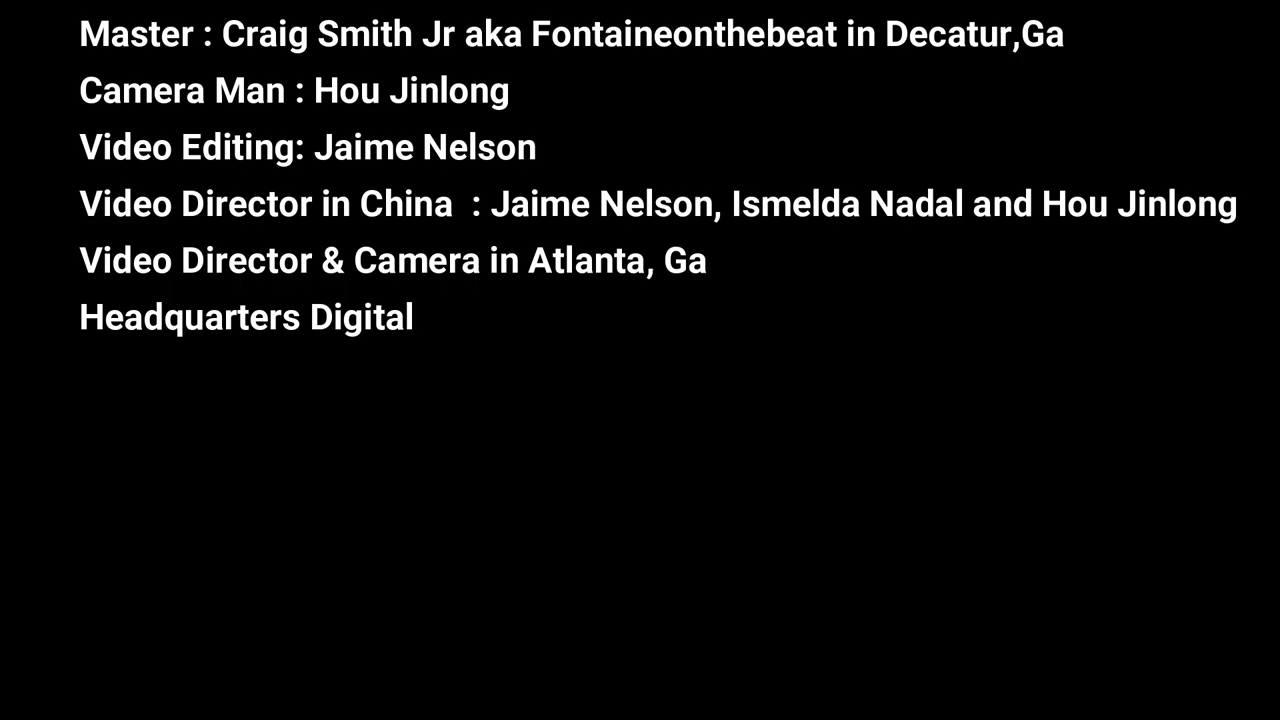 Master : Craig Smith Jr aka Fontaineonthebeat in Decatur,Ga
Camera Man : Hou Jinlong
Video Editing: Jaime Nelson
Video Director in China  : Jaime Nelson, Ismelda Nadal and Hou Jinlong
Video Director & Camera in Atlanta, Ga
Headquarters Digital